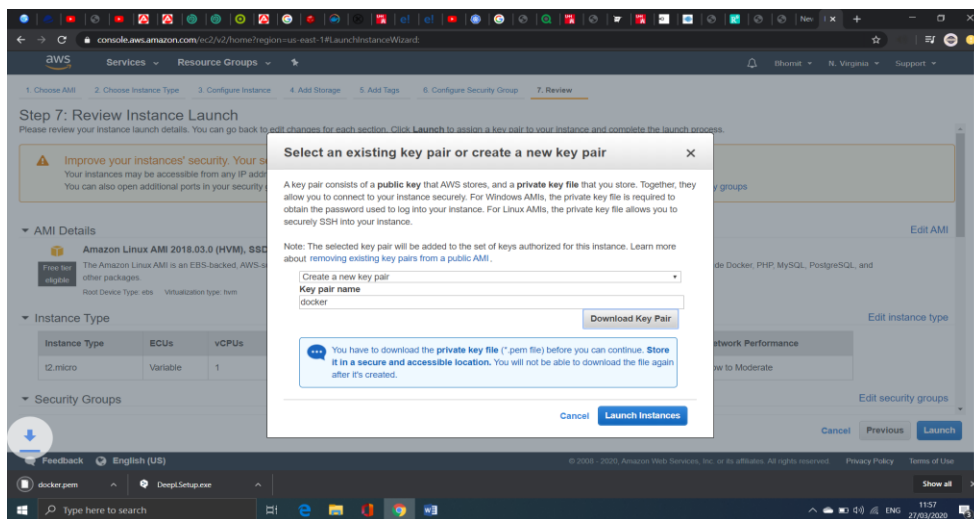 New
console.aws.amazon.com/ec2/v2/home?region=us-east-1#LaunchInstanceWizard:
aws Services Resource Groups Bhomit N. Virginia Support
1. Choose AMI 2. Choose Instance Type 3. Configure Instance 4. Add Storage 5. Add Tags 6. Configure Security Group 7. Review
Step 7: Review Instance Launch
Please review your instance launch details. You can go back to edit changes for each section. Click Launch to assign a key pair to your instance and complete the launch process.
Improve your instances' security. Your
Your instances may be accessible from any IP addr
You can also open additional ports in your security
y groups
AMI Details
Edit AMI
Amazon Linux AMI 2018.03.0 (HVM), SSD
Free tier eligible
The Amazon Linux AMI is an EBS-backed, AWS-s
de Docker, PHP, MySQL, PostgreSQL, and
other packages.
Root Device Type: ebs Virtualization type: hvm
Instance Type
Edit instance type
Instance Type ECUs vCPUs
etwork Performance
t2.micro Variable 1
ow to Moderate
Security Groups
Edit security groups
Cancel Previous Launch
Select an existing key pair or create a new key pair
A key pair consists of a public key that AWS stores, and a private key file that you store. Together, they
allow you to connect to your instance securely. For Windows AMIs, the private key file is required to
obtain the password used to log into your instance. For Linux AMIs, the private key file allows you to
securely SSH into your instance.
Note: The selected key pair will be added to the set of keys authorized for this instance. Learn more
about removing existing key pairs from a public AMI.
Create a new key pair
Key pair name
docker
Download Key Pair
You have to download the private key file (*.pem file) before you can continue. Store
it in a secure and accessible location. You will not be able to download the file again
after it's created.
Cancel Launch Instances
Feedback English (US) © 2008 - 2020, Amazon Web Services, Inc. or its affiliates. All rights reserved. Privacy Policy Terms of Use
docker.pem DeepLSetup.exe Show all
Type here to search
ENG
11:57
27/03/2020